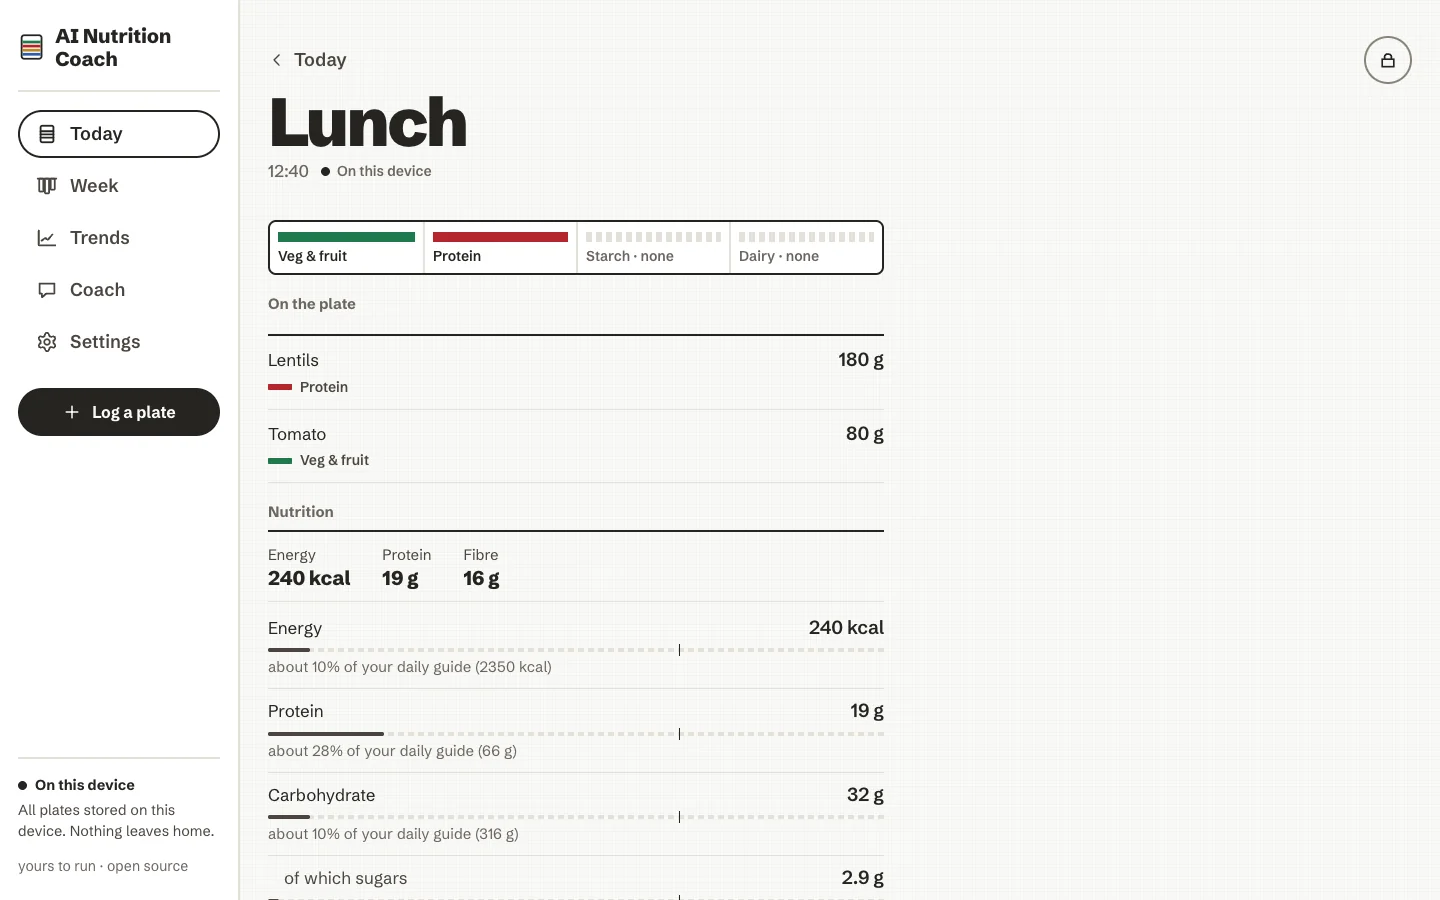 AI Nutrition
Coach
Today
Week
Trends
Coach
Settings
Log a plate
On this device
All plates stored on this
device. Nothing leaves home.
yours to run · open source
Today
Lunch
12:40 On this device
Veg & fruit Protein Starch · none Dairy · none
On the plate
Lentils 180 g
Protein
Tomato 80 g
Veg & fruit
Nutrition
Energy Protein Fibre
240 kcal 19 g 16 g
Energy 240 kcal
about 10% of your daily guide (2350 kcal)
Protein 19 g
about 28% of your daily guide (66 g)
Carbohydrate 32 g
about 10% of your daily guide (316 g)
of which sugars 2.9 g